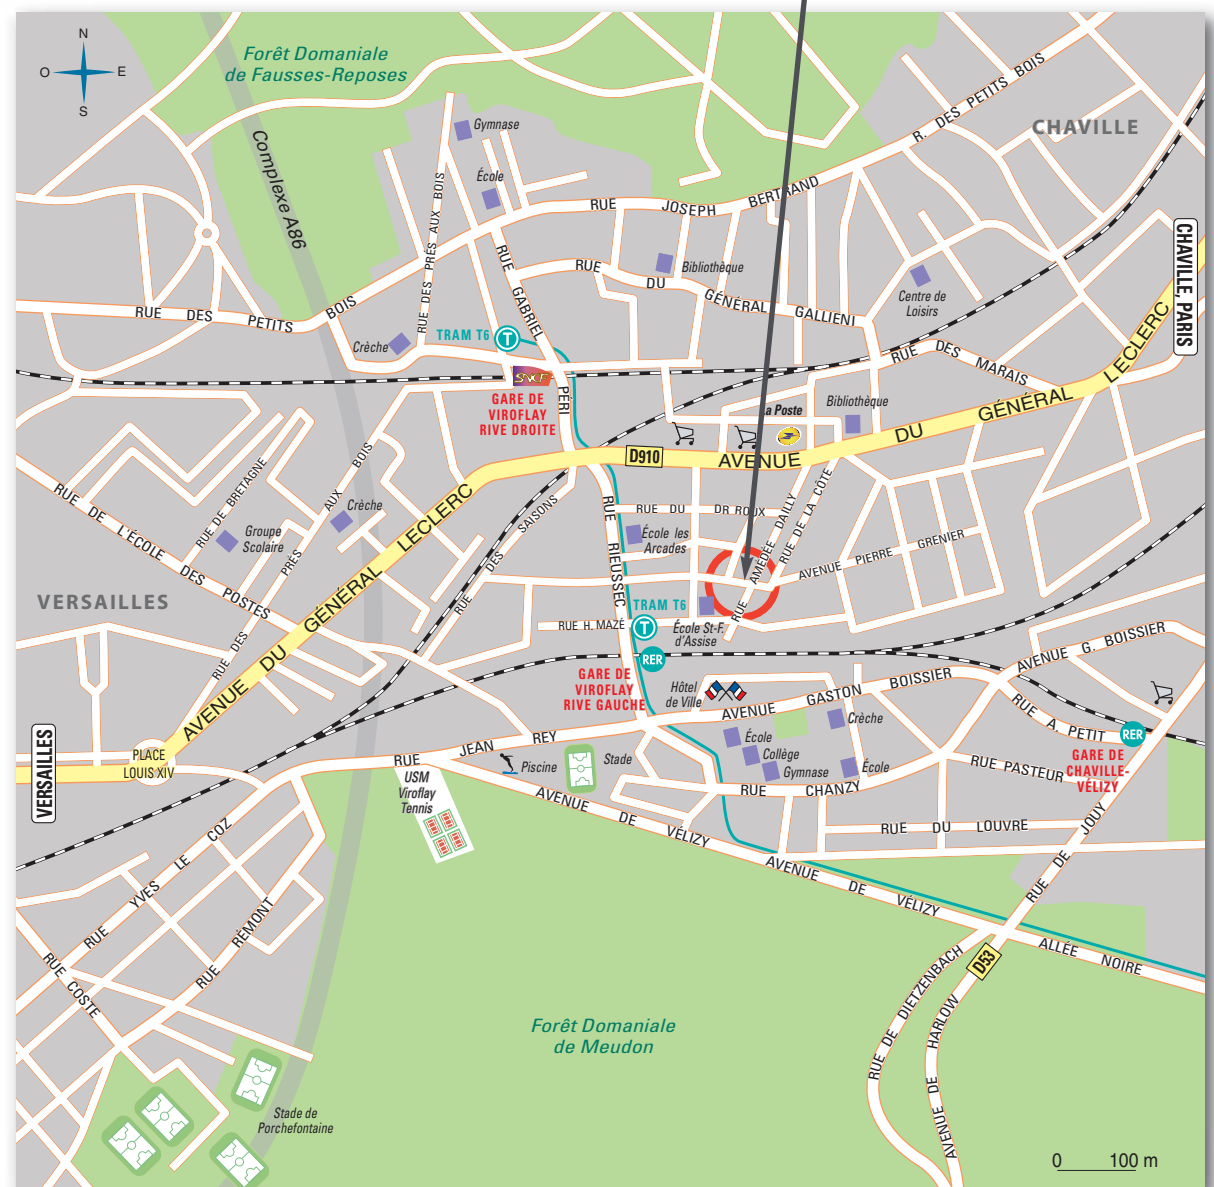 N
O
E
S
Forêt Domaniale
de Fausses-Reposes
Complexe A86
Gymnase
École
R. DES PETITS BOIS
CHAVILLE
RUE JOSEPH BERTRAND
RUE DES PRÉS AUX BOIS
RUE GABRIEL PÉRI
RUE DU GÉNÉRAL GALLIENI
Bibliothèque
Centre de
Loisirs
CHAVILLE, PARIS
RUE DES PETITS BOIS
Crèche
TRAM T6
T
SNCF
GARE DE
VIROFLAY
RIVE DROITE
RUE DES MARAIS
AVENUE DU GÉNÉRAL LECLERC
La Poste
Bibliothèque
D910
RUE DE BRETAGNE
RUE DES PRÉS AUX BOIS
Crèche
Groupe
Scolaire
RUE DE L'ÉCOLE DES POSTES
RUE DES SAISONS
RUE RIEUSSEC
RUE DU DR ROUX
École les
Arcades
RUE AMÉDÉE DAILLY
RUE DE LA CÔTE
AVENUE PIERRE GRENIER
VERSAILLES
AVENUE DU GÉNÉRAL LECLERC
TRAM T6
RUE H. MAZÉ
T
École St-F.
d'Assise
RER
GARE DE
VIROFLAY
RIVE GAUCHE
Hôtel
de Ville
AVENUE GASTON BOISSIER
AVENUE G. BOISSIER
RUE A. PETIT
RER
GARE DE
CHAVILLE-
VÉLIZY
Crèche
École
Collège
Gymnase
École
RUE PASTEUR
RUE CHANZY
RUE DU LOUVRE
RUE DE JOUY
VERSAILLES
PLACE
LOUIS XIV
RUE JEAN REY
USM
Viroflay
Tennis
Piscine
Stade
AVENUE DE VÉLIZY
AVENUE DE VÉLIZY
RUE YVES LE COZ
RUE RÉMONT
RUE COSTE
ALLÉE NOIRE
D53
RUE DE DIETZENBACH
AVENUE DE HARLOW
Forêt Domaniale
de Meudon
Stade de
Porchefontaine
0 100 m